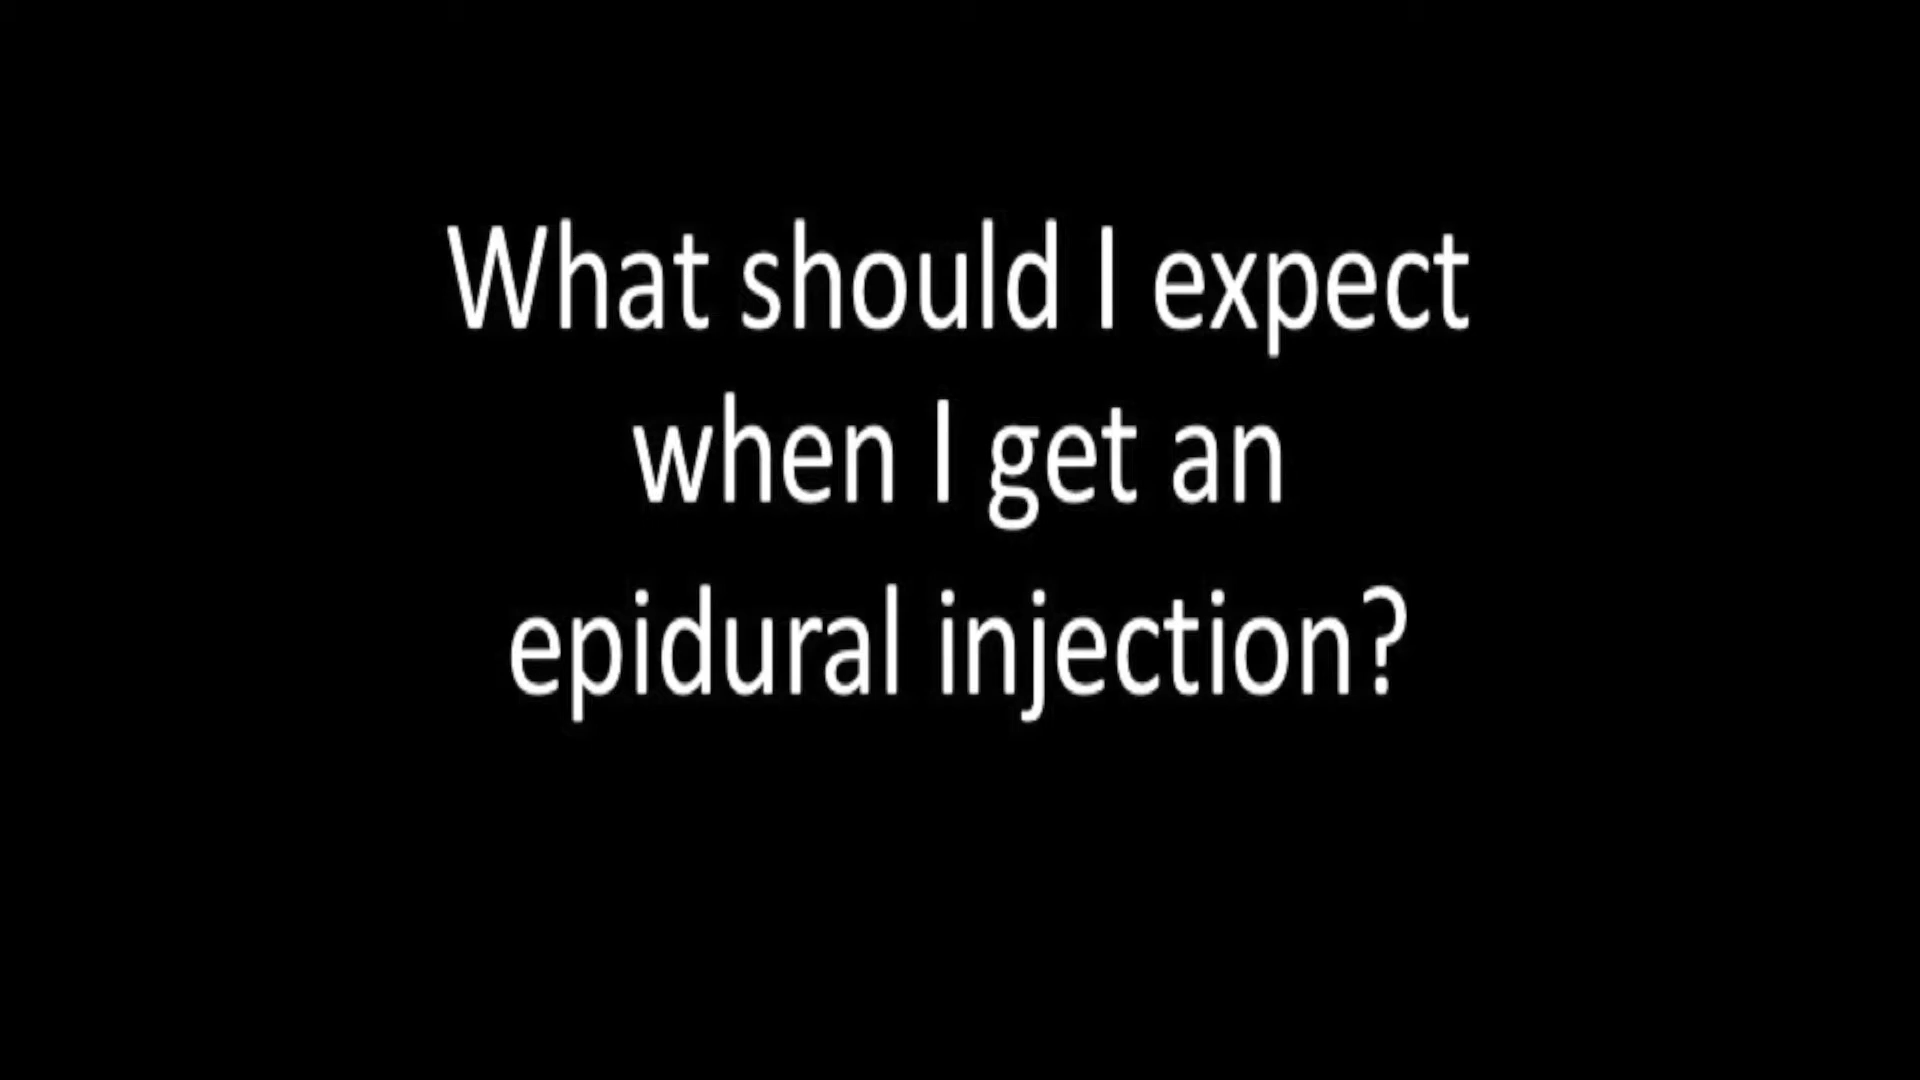 What should I expect
when I get an
epidural injection?